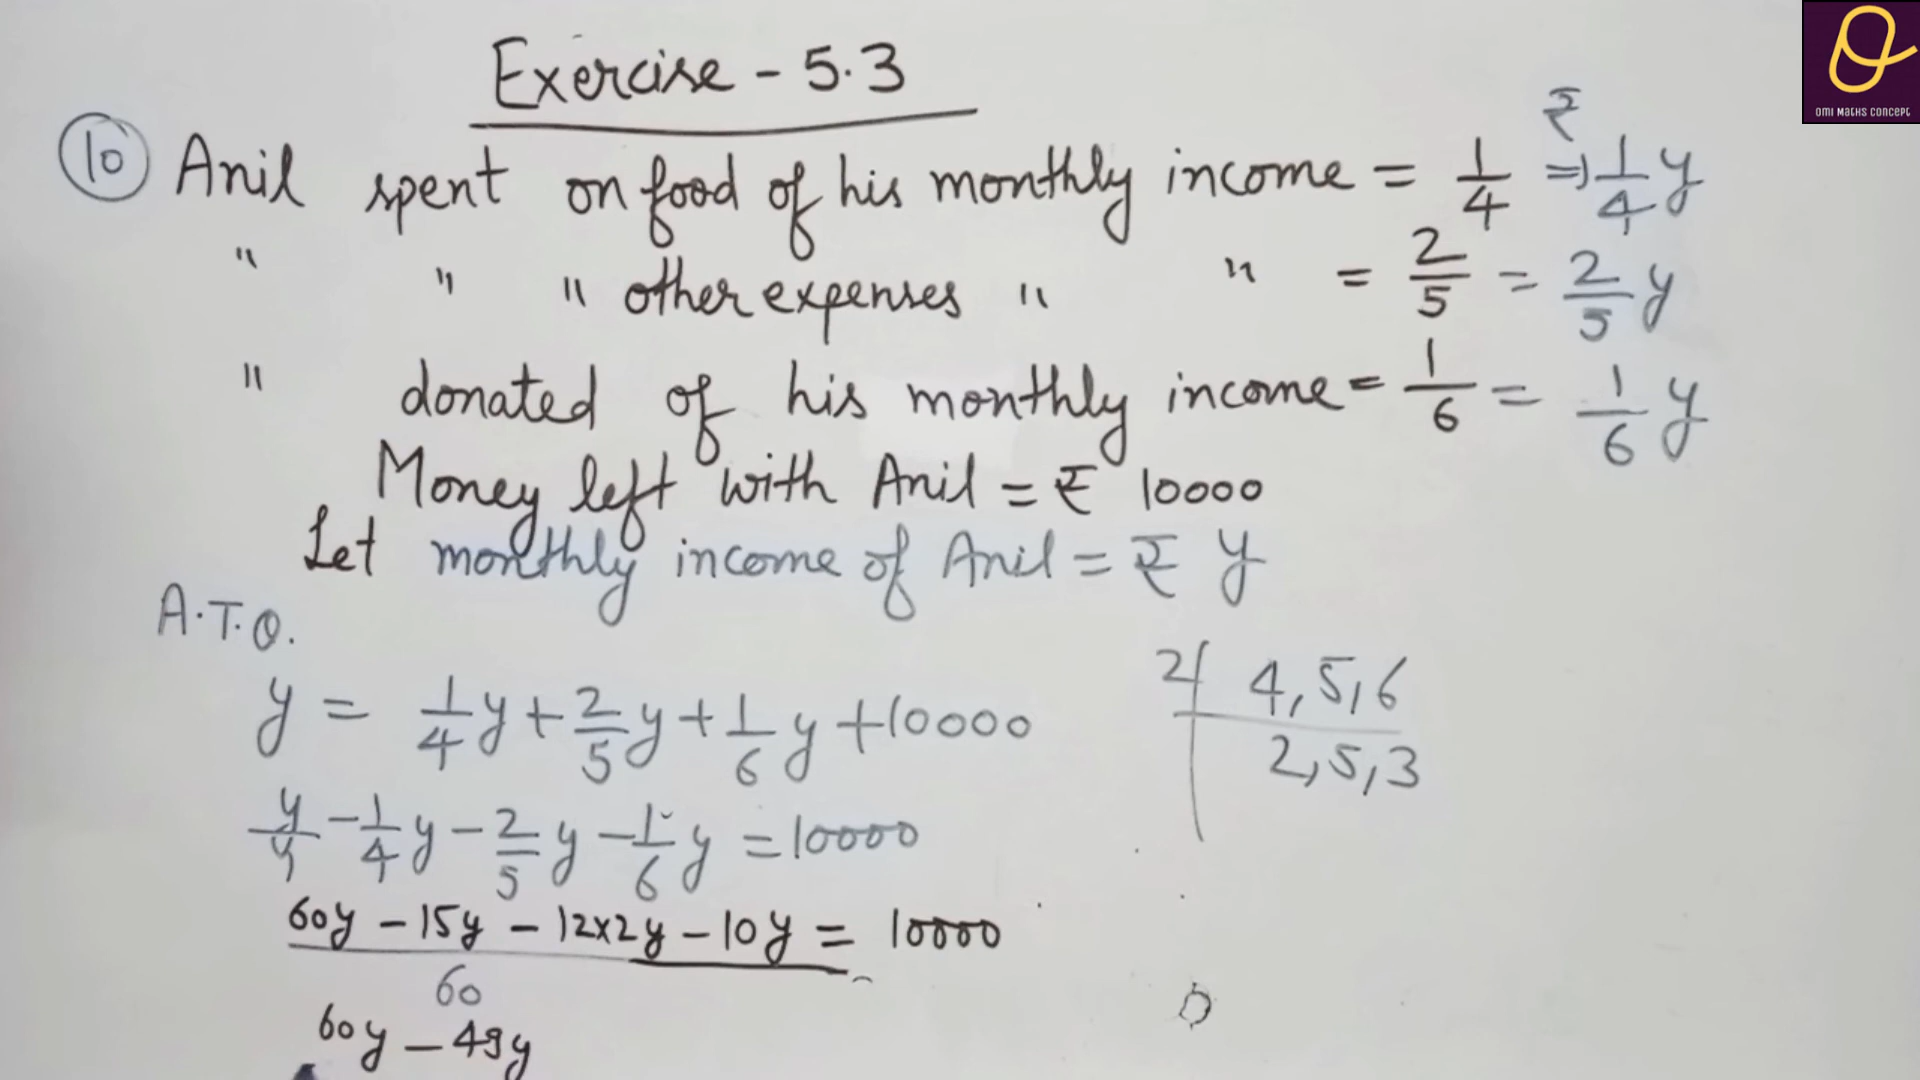 Exercise - 5.3
OMI MATHS CONCEPT
10 Anil spent on food of his monthly income = 1/4 ⇒ ₹ 1/4 y
" " " other expenses " " = 2/5 = 2/5 y
" donated of his monthly income = 1/6 = 1/6 y
Money left with Anil = ₹ 10000
Let monthly income of Anil = ₹ y
A.T.Q.
y = 1/4 y + 2/5 y + 1/6 y + 10000
2 | 4, 5, 6
2, 5, 3
y/1 - 1/4 y - 2/5 y - 1/6 y = 10000
60y - 15y - 12x2y - 10y = 10000
60
60y - 49y